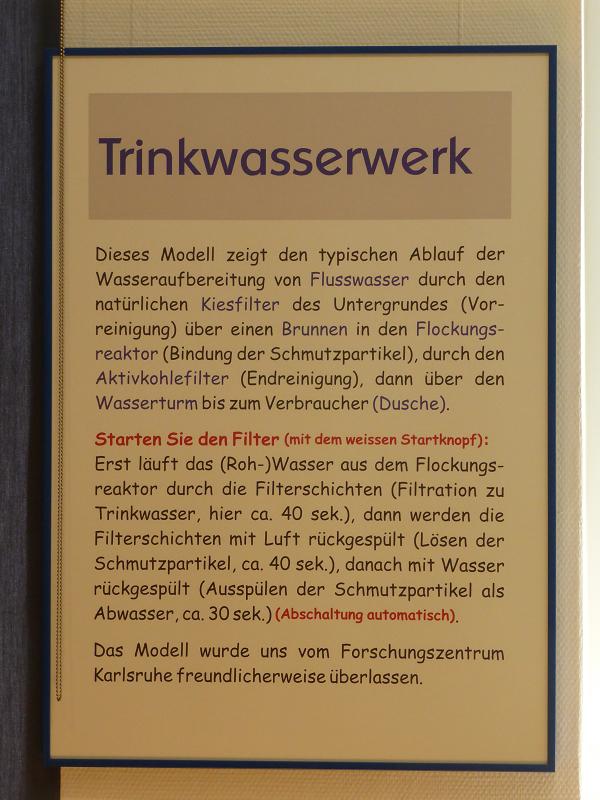 Trinkwasserwerk
Dieses Modell zeigt den typischen Ablauf der
Wasseraufbereitung von Flusswasser durch den
natürlichen Kiesfilter des Untergrundes (Vor-
reinigung) über einen Brunnen in den Flockungs-
reaktor (Bindung der Schmutzpartikel), durch den
Aktivkohlefilter (Endreinigung), dann über den
Wasserturm bis zum Verbraucher (Dusche).
Starten Sie den Filter (mit dem weissen Startknopf):
Erst läuft das (Roh-)Wasser aus dem Flockungs-
reaktor durch die Filterschichten (Filtration zu
Trinkwasser, hier ca. 40 sek.), dann werden die
Filterschichten mit Luft rückgespült (Lösen der
Schmutzpartikel, ca. 40 sek.), danach mit Wasser
rückgespült (Ausspülen der Schmutzpartikel als
Abwasser, ca. 30 sek.) (Abschaltung automatisch).
Das Modell wurde uns vom Forschungszentrum
Karlsruhe freundlicherweise überlassen.